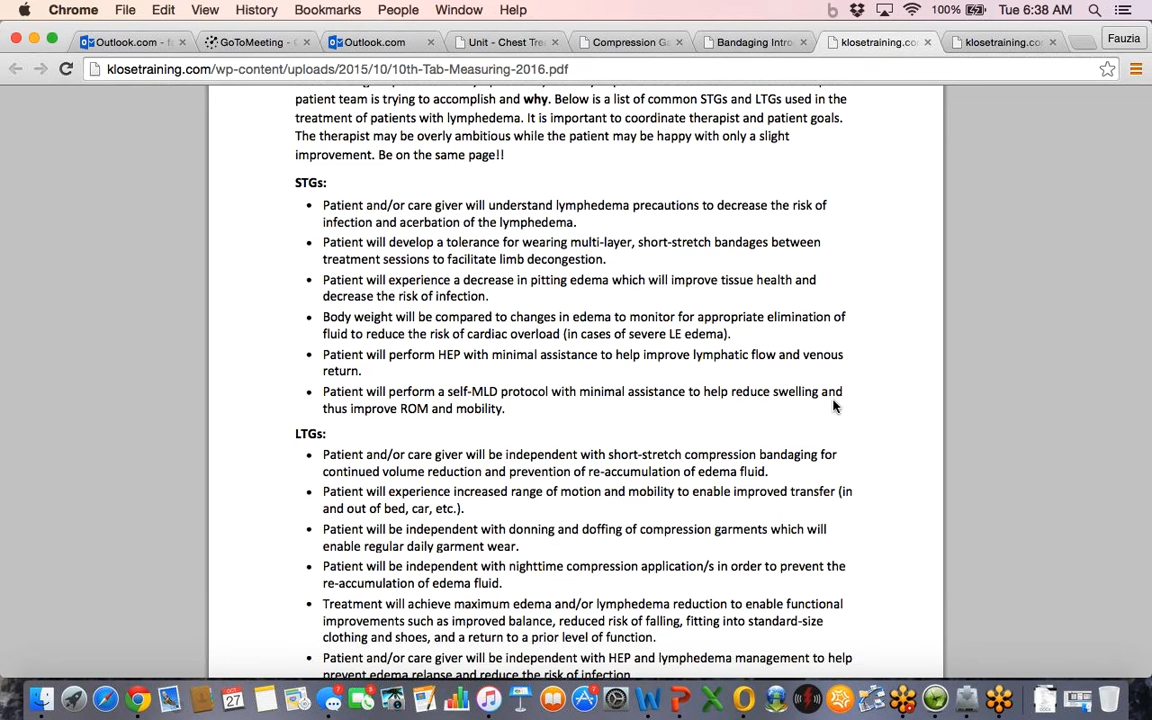 Chrome File Edit View History Bookmarks People Window Help 100% Tue 6:38 AM
Outlook.com - GoToMeeting - Outlook.com Unit - Chest Tre Compression Ga Bandaging Intro klosetraining.co klosetraining.co Fauzia
klosetraining.com/wp-content/uploads/2015/10/10th-Tab-Measuring-2016.pdf
patient team is trying to accomplish and why. Below is a list of common STGs and LTGs used in the
treatment of patients with lymphedema. It is important to coordinate therapist and patient goals.
The therapist may be overly ambitious while the patient may be happy with only a slight
improvement. Be on the same page!!
STGs:
• Patient and/or care giver will understand lymphedema precautions to decrease the risk of
infection and acerbation of the lymphedema.
• Patient will develop a tolerance for wearing multi-layer, short-stretch bandages between
treatment sessions to facilitate limb decongestion.
• Patient will experience a decrease in pitting edema which will improve tissue health and
decrease the risk of infection.
• Body weight will be compared to changes in edema to monitor for appropriate elimination of
fluid to reduce the risk of cardiac overload (in cases of severe LE edema).
• Patient will perform HEP with minimal assistance to help improve lymphatic flow and venous
return.
• Patient will perform a self-MLD protocol with minimal assistance to help reduce swelling and
thus improve ROM and mobility.
LTGs:
• Patient and/or care giver will be independent with short-stretch compression bandaging for
continued volume reduction and prevention of re-accumulation of edema fluid.
• Patient will experience increased range of motion and mobility to enable improved transfer (in
and out of bed, car, etc.).
• Patient will be independent with donning and doffing of compression garments which will
enable regular daily garment wear.
• Patient will be independent with nighttime compression application/s in order to prevent the
re-accumulation of edema fluid.
• Treatment will achieve maximum edema and/or lymphedema reduction to enable functional
improvements such as improved balance, reduced risk of falling, fitting into standard-size
clothing and shoes, and a return to a prior level of function.
• Patient and/or care giver will be independent with HEP and lymphedema management to help
prevent edema relapse and reduce the risk of infection.